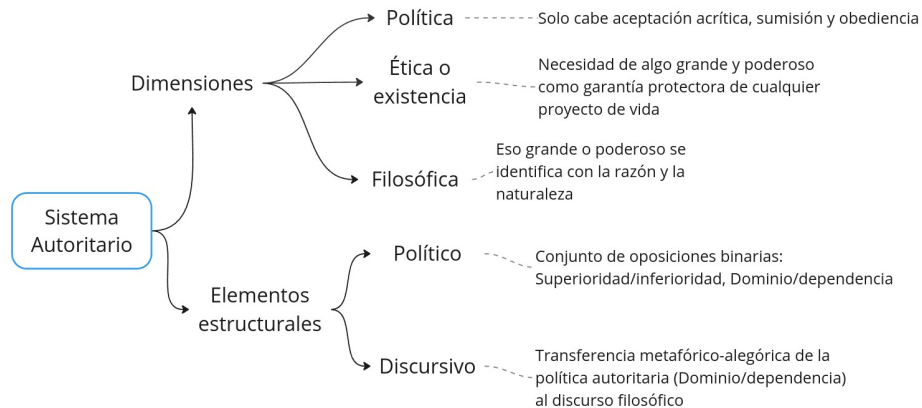 Sistema
Autoritario
Dimensiones
Política
Solo cabe aceptación acrítica, sumisión y obediencia
Ética o
existencia
Necesidad de algo grande y poderoso
como garantía protectora de cualquier
proyecto de vida
Filosófica
Eso grande o poderoso se
identifica con la razón y la
naturaleza
Elementos
estructurales
Político
Conjunto de oposiciones binarias:
Superioridad/inferioridad, Dominio/dependencia
Discursivo
Transferencia metafórico-alegórica de la
política autoritaria (Dominio/dependencia)
al discurso filosófico